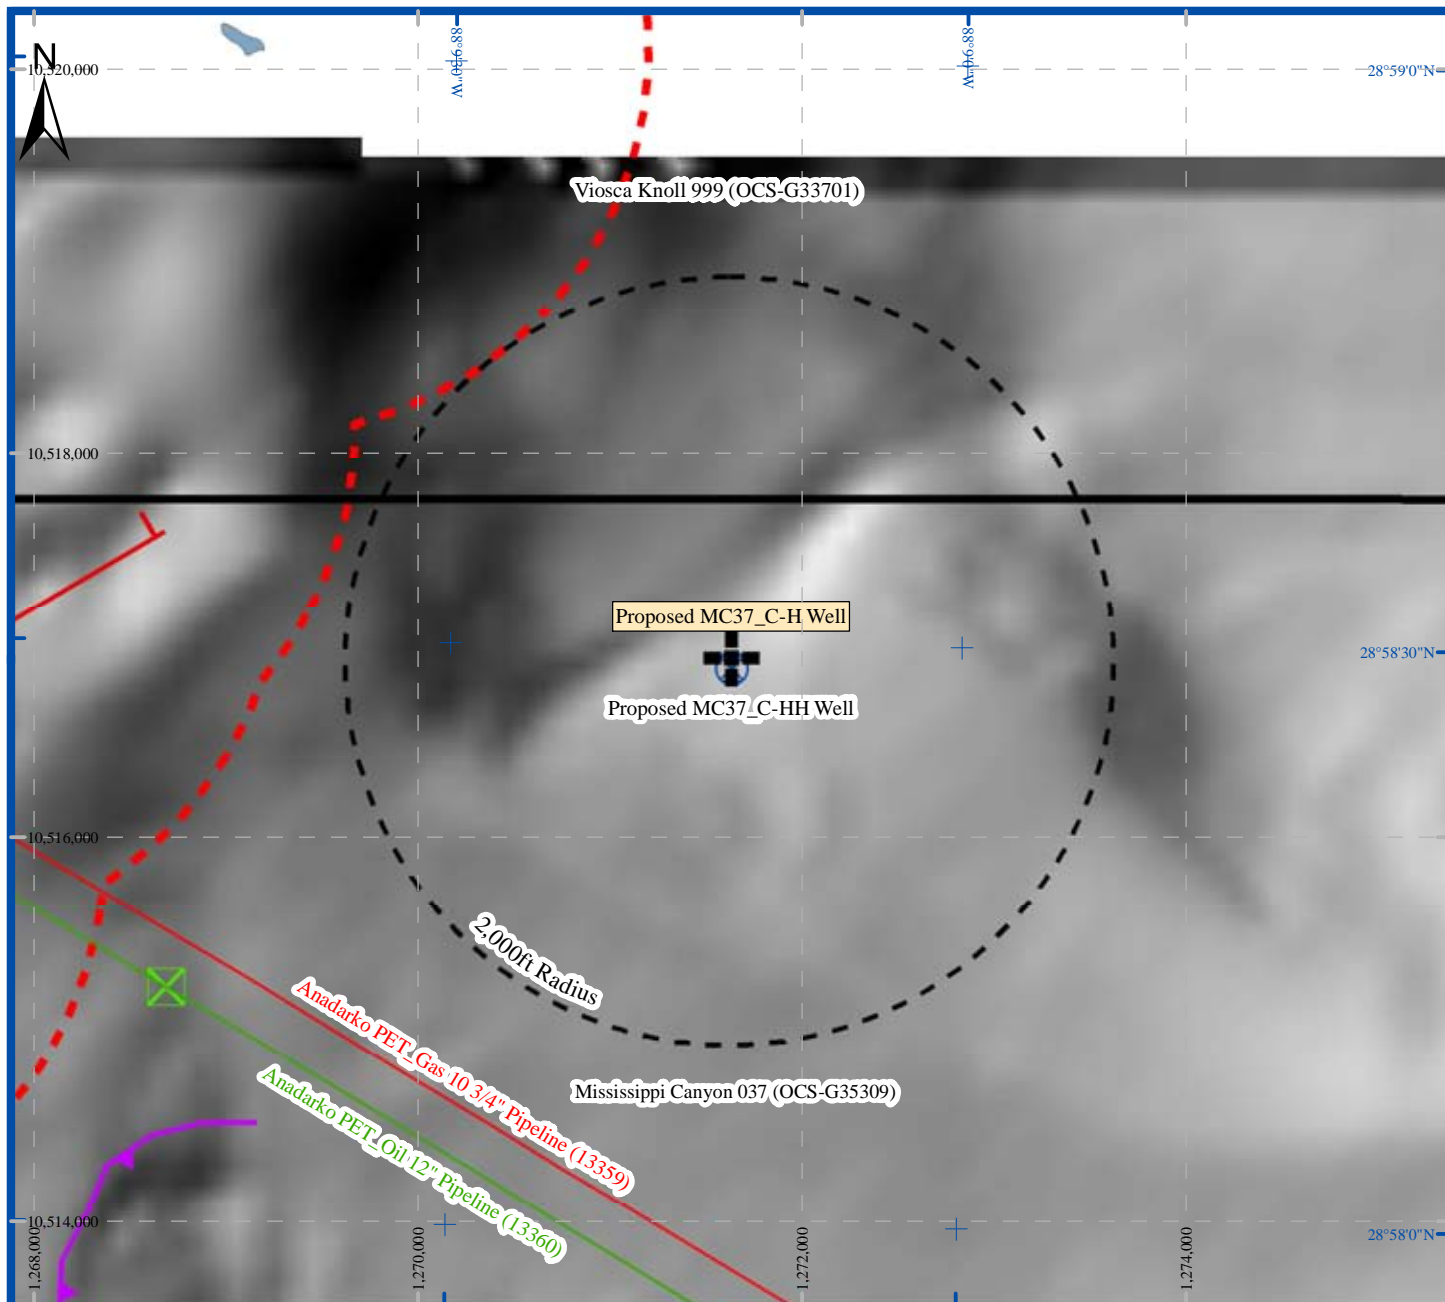 N
88°9'30"W
88°9'0"W
10,520,000
28°59'0"N
Viosca Knoll 999 (OCS-G33701)
10,518,000
Proposed MC37_C-H Well
28°58'30"N
Proposed MC37_C-HH Well
10,516,000
2,000ft Radius
Anadarko PET_Gas 10 3/4" Pipeline (13359)
Anadarko PET_Oil 12" Pipeline (13360)
Mississippi Canyon 037 (OCS-G35309)
10,514,000
28°58'0"N
1,268,000
1,270,000
1,272,000
1,274,000